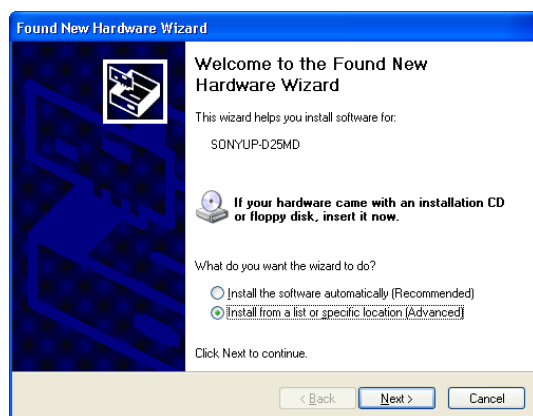 Found New Hardware Wizard
Welcome to the Found New
Hardware Wizard
This wizard helps you install software for:
SONYUP-D25MD
If your hardware came with an installation CD
or floppy disk, insert it now.
What do you want the wizard to do?
Install the software automatically (Recommended)
Install from a list or specific location (Advanced)
Click Next to continue.
< Back Next > Cancel